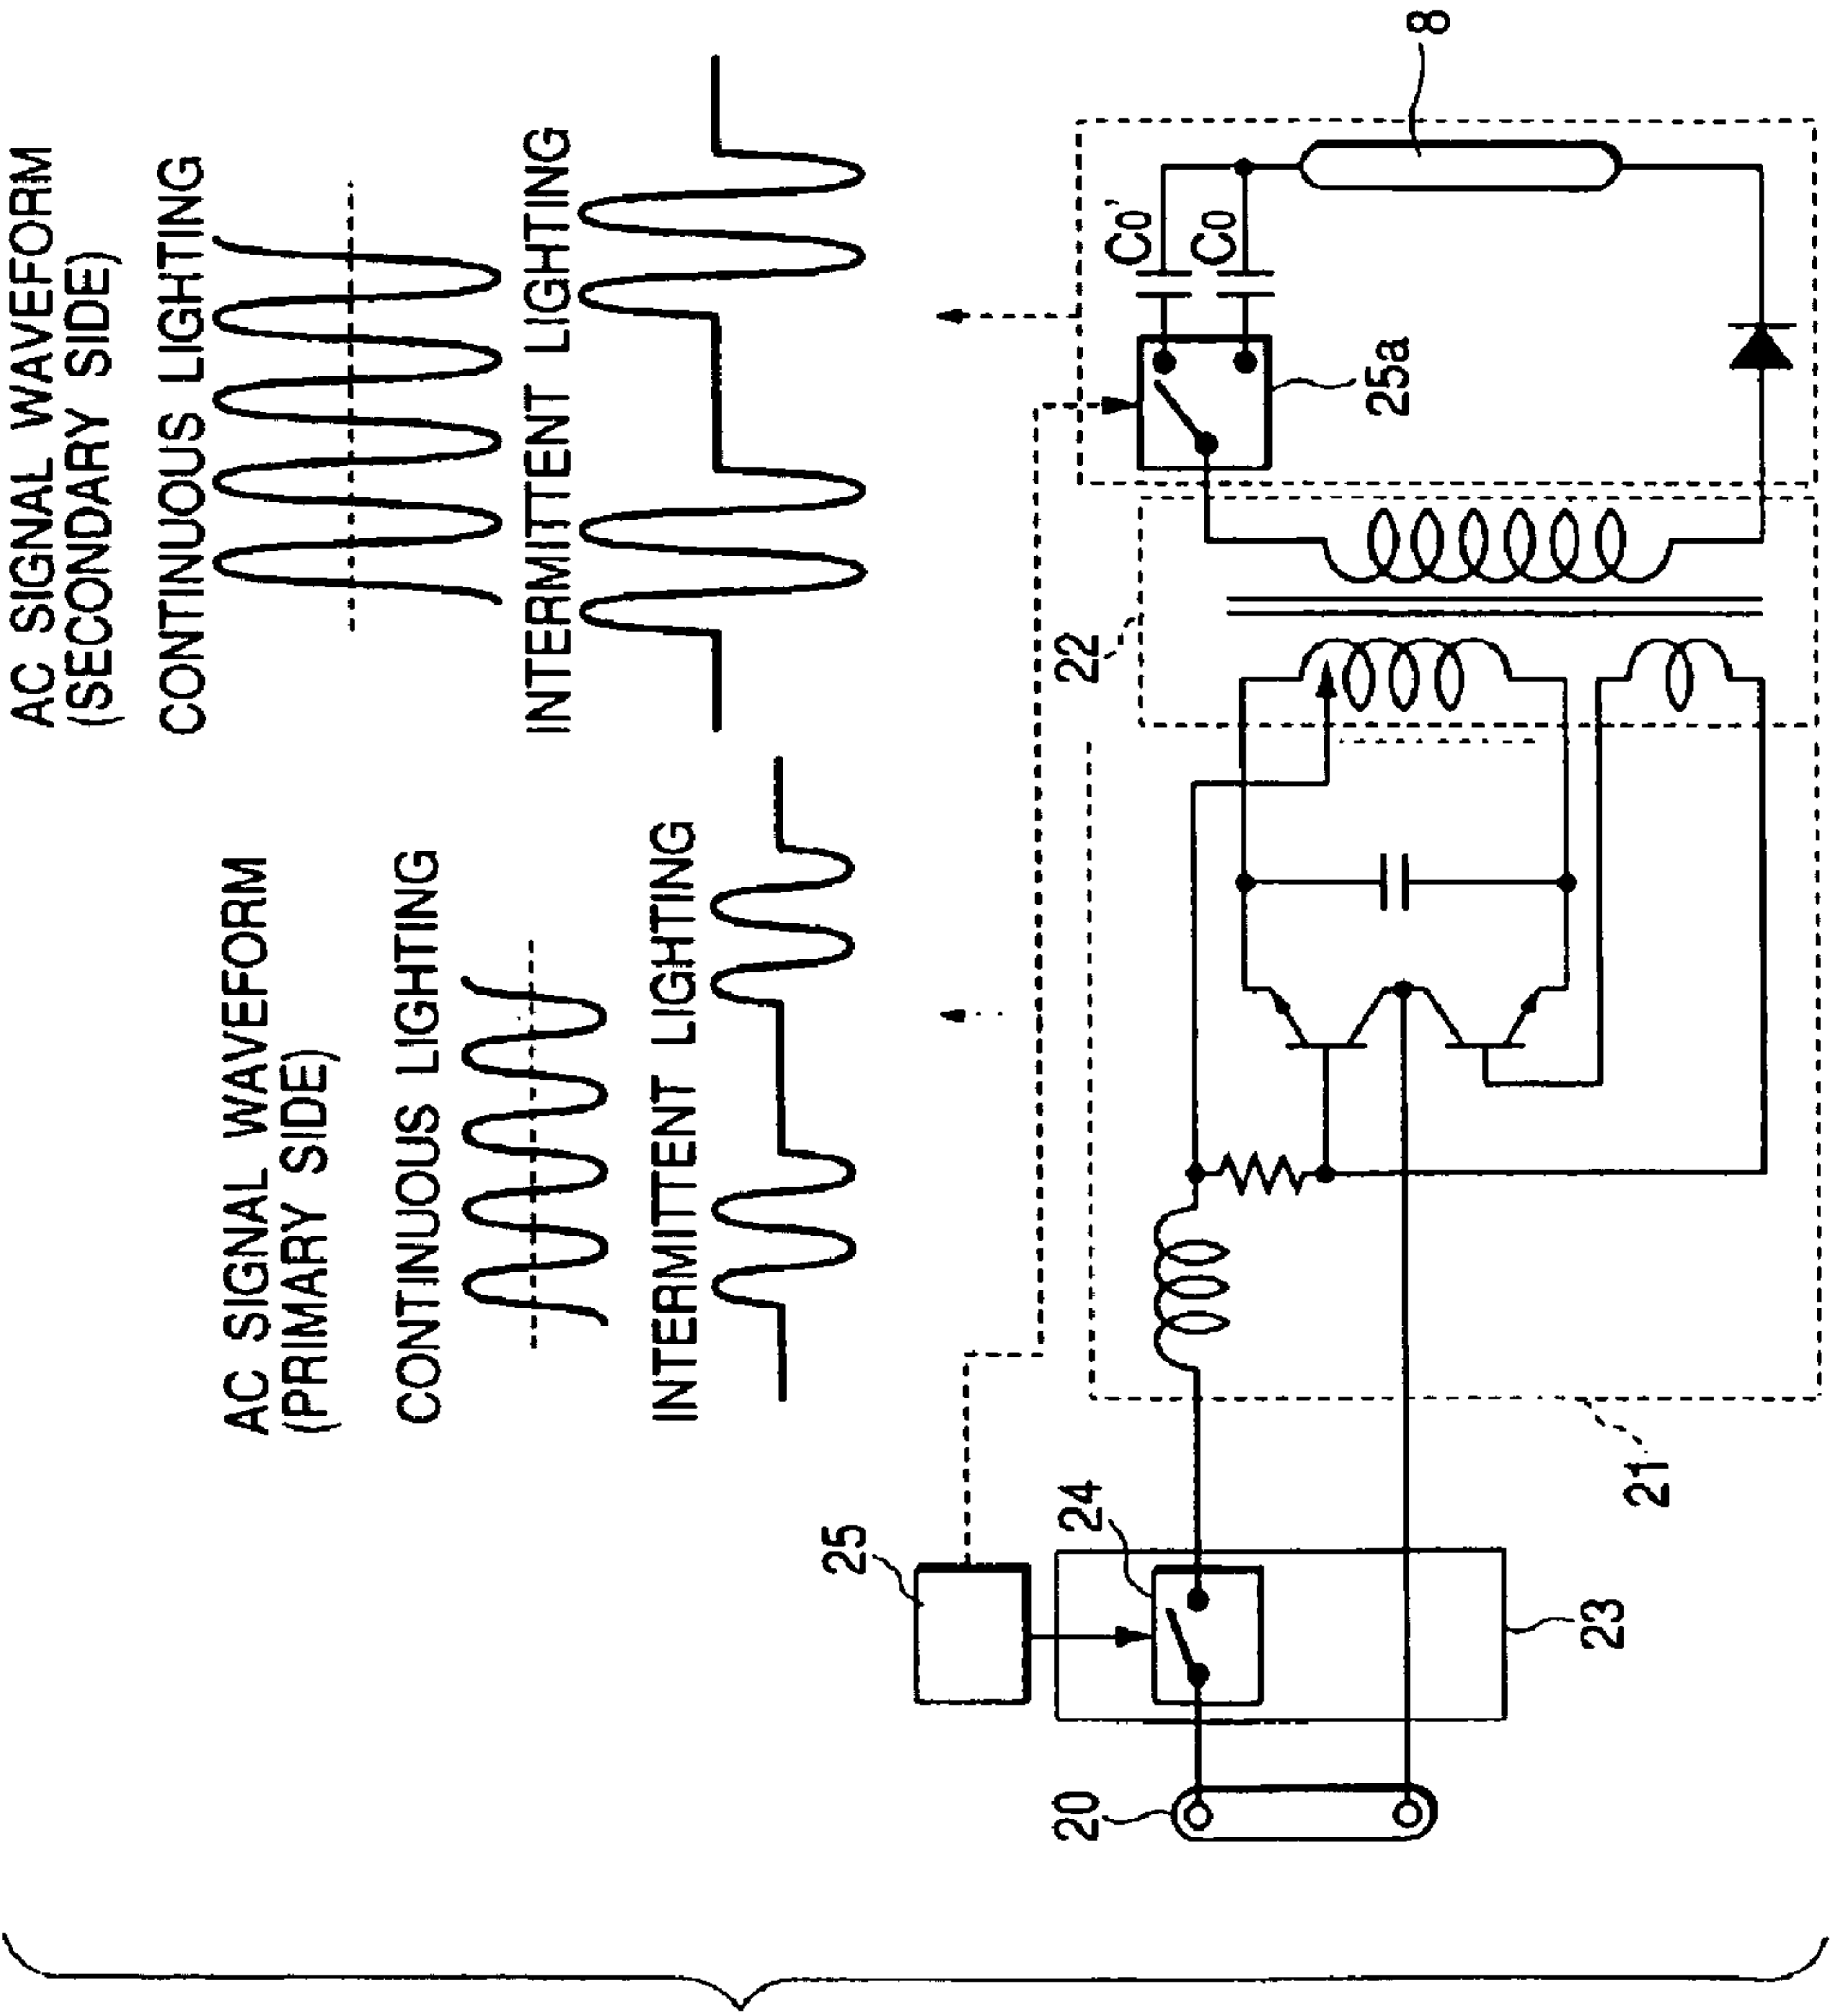 AC SIGNAL WAVEFORM
(SECONDARY SIDE)
CONTINUOUS LIGHTING
INTERMITTENT LIGHTING
AC SIGNAL WAVEFORM
(PRIMARY SIDE)
CONTINUOUS LIGHTING
INTERMITTENT LIGHTING
25
24
20
23
21
22
25a
C0'
C0
8